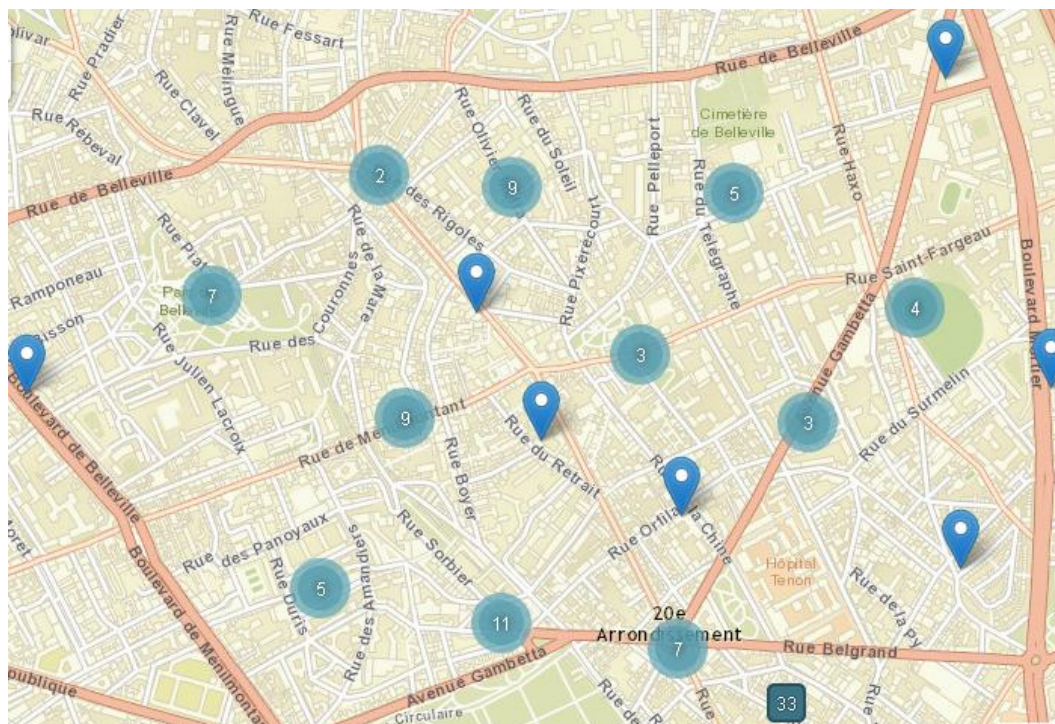 olivar
Rue Pradier
Rue Mélingue
Rue Fessart
Rue de Belleville
Rue Clavel
Rue Rébeval
Rue Olivier
Rue du Soleil
Rue Pelleport
Cimetière
de Belleville
Rue Haxo
2
9
5
Rue de Belleville
des Rigoles
Rue du Télégraphe
Rue Piat
Rue de la Mare
Rue Pixérécourt
Rue Saint-Fargeau
Boulevard Mortier
Ramponeau
7
Belleville
Couronnes
4
Bisson
Rue des
3
Avenue Gambetta
Rue Julien Lacroix
9
3
Rue du Surmelin
Boulevard de Belleville
Rue de Ménilmontant
Rue Boyer
Rue du Retrait
Rue Orfila
la Chine
Rue des Panoyaux
Rue des Amandiers
Rue Sorbier
Hôpital
Tenon
Boulevard de Ménilmontant
5
Rue Duris
Rue de la Py
11
20e
Arrondissement
7
Rue Belgrand
Avenue Gambetta
épublique
Circulaire
Rue de
Rue
33